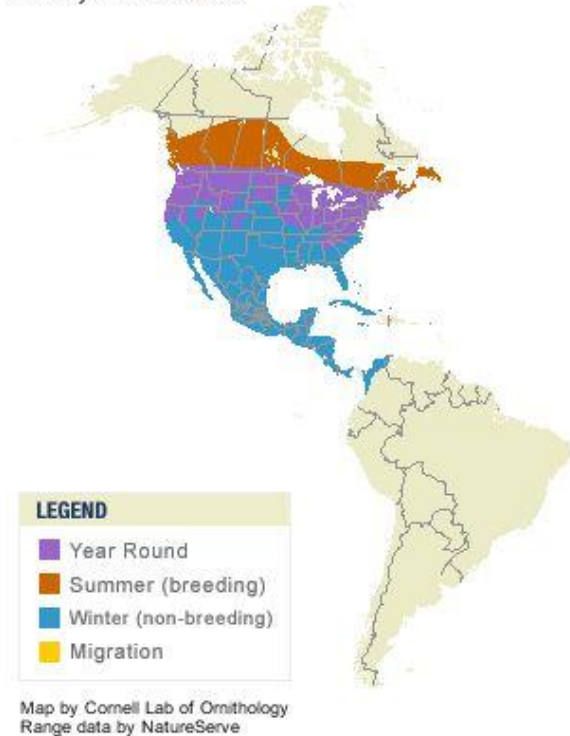 LEGEND
Year Round
Summer (breeding)
Winter (non-breeding)
Migration
Map by Cornell Lab of Ornithology
Range data by NatureServe